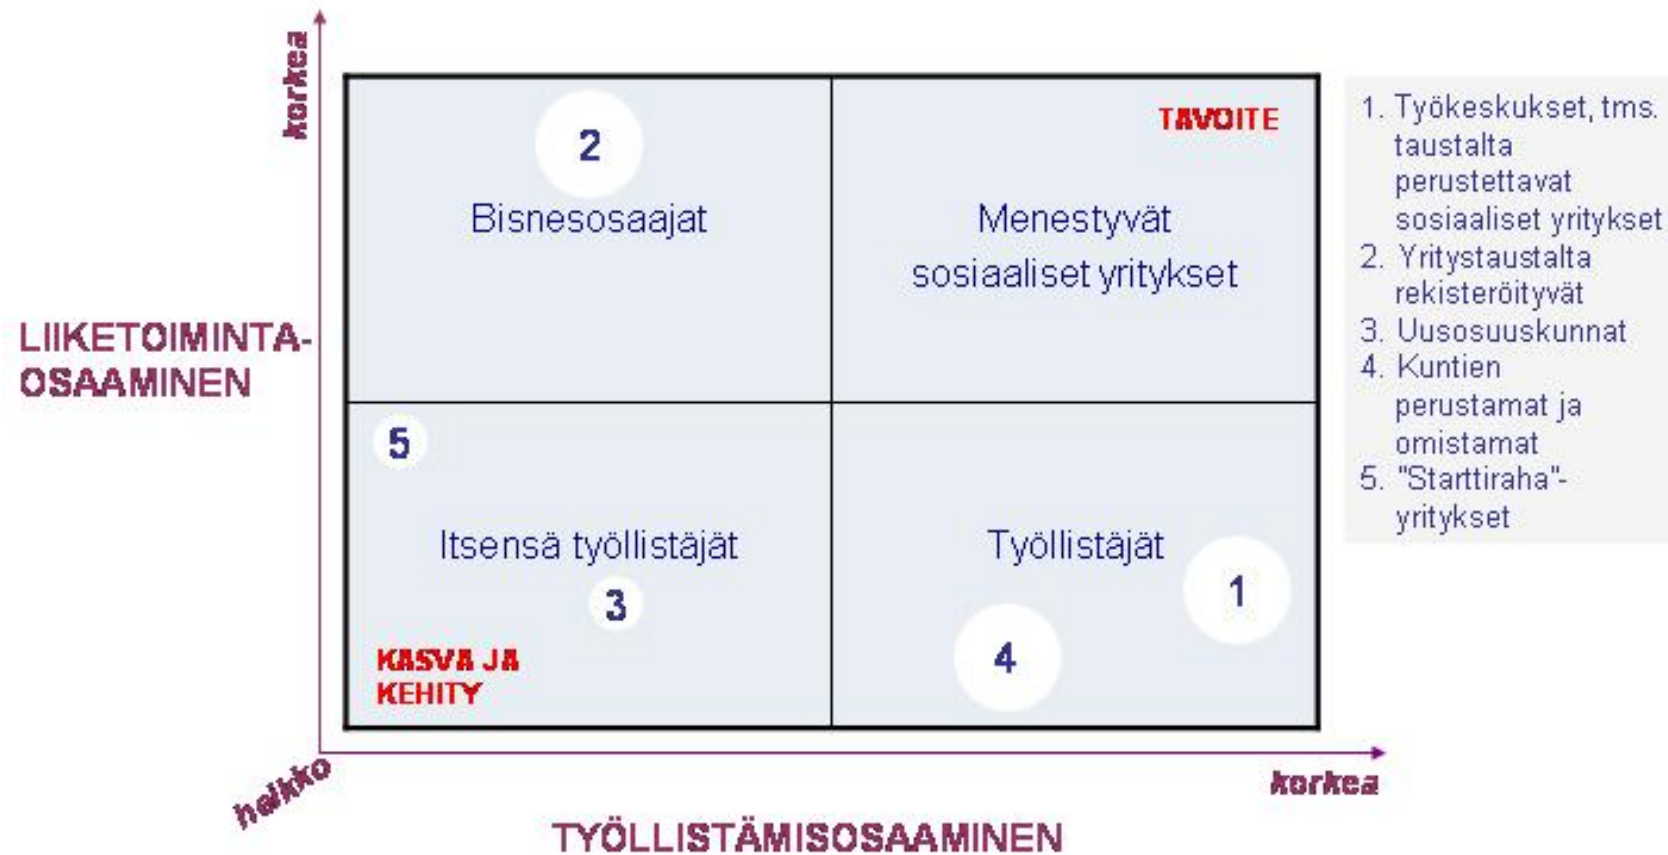 korkea
TAVOITE
2
Bisnesosaajat
Menestyvät
sosiaaliset yritykset
LIIKETOIMINTA-
OSAAMINEN
5
Itsensä työllistäjät
Työllistäjät
3
1
4
KASVA JA
KEHITY
heikko
korkea
TYÖLLISTÄMISOSAAMINEN
1. Työkeskukset, tms.
taustalta
perustettavat
sosiaaliset yritykset
2. Yritystaustalta
rekisteröityvät
3. Uusosuuskunnat
4. Kuntien
perustamat ja
omistamat
5. "Starttiraha"-
yritykset